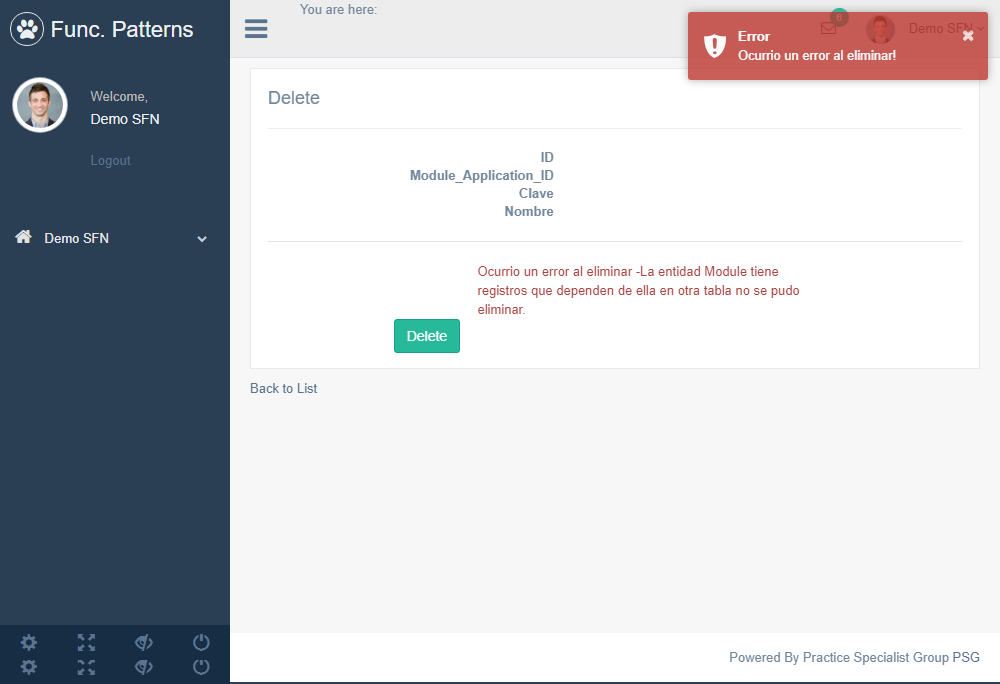 Func. Patterns
Welcome,
Demo SFN
Logout
Demo SFN
You are here:
6
Demo SFN
Error
Ocurrio un error al eliminar!
Delete
ID
Module_Application_ID
Clave
Nombre
Ocurrio un error al eliminar -La entidad Module tiene
registros que dependen de ella en otra tabla no se pudo
eliminar.
Delete
Back to List
Powered By Practice Specialist Group PSG